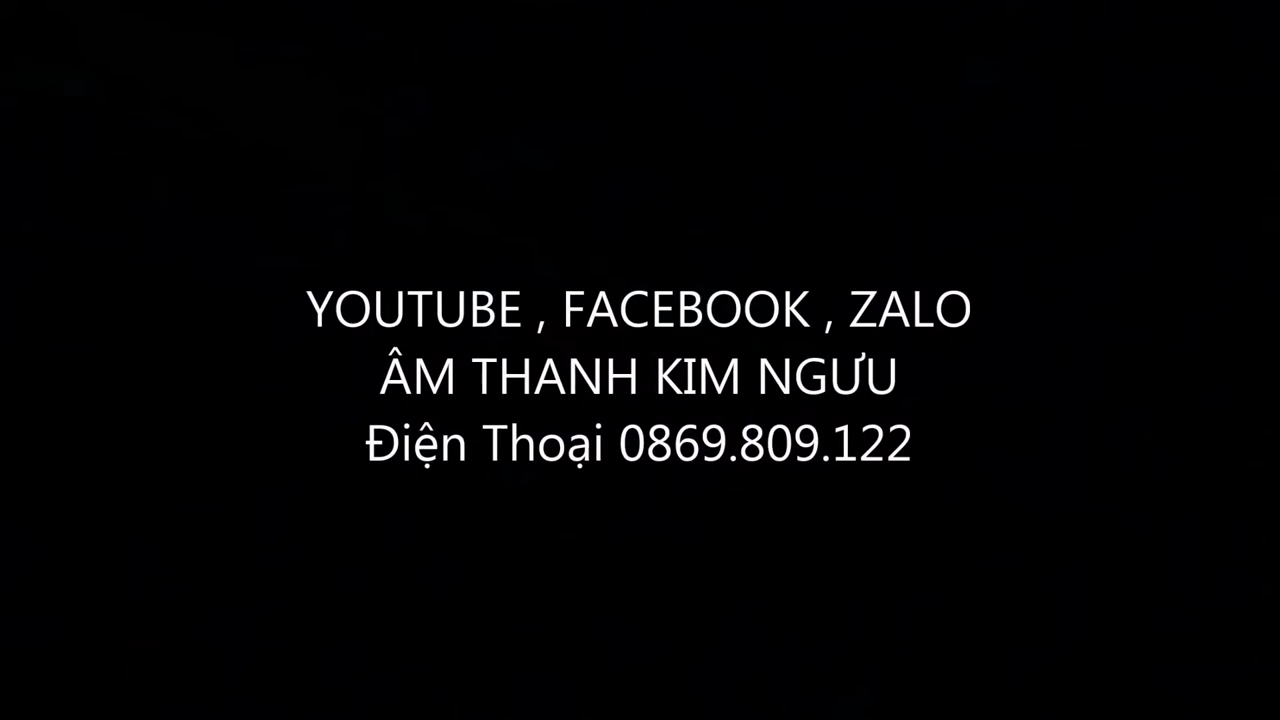 YOUTUBE , FACEBOOK , ZALO
ÂM THANH KIM NGƯU
Điện Thoại 0869.809.122